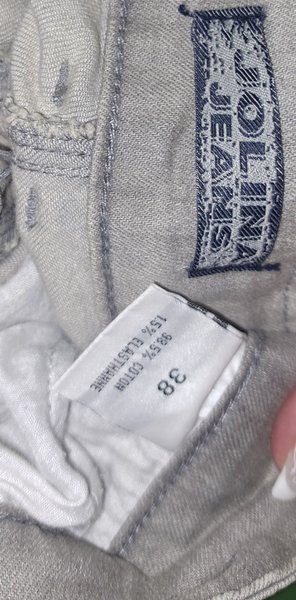 JOLINA
JEANS
38
98.5% COTTON
1.5% ELASTHANNE